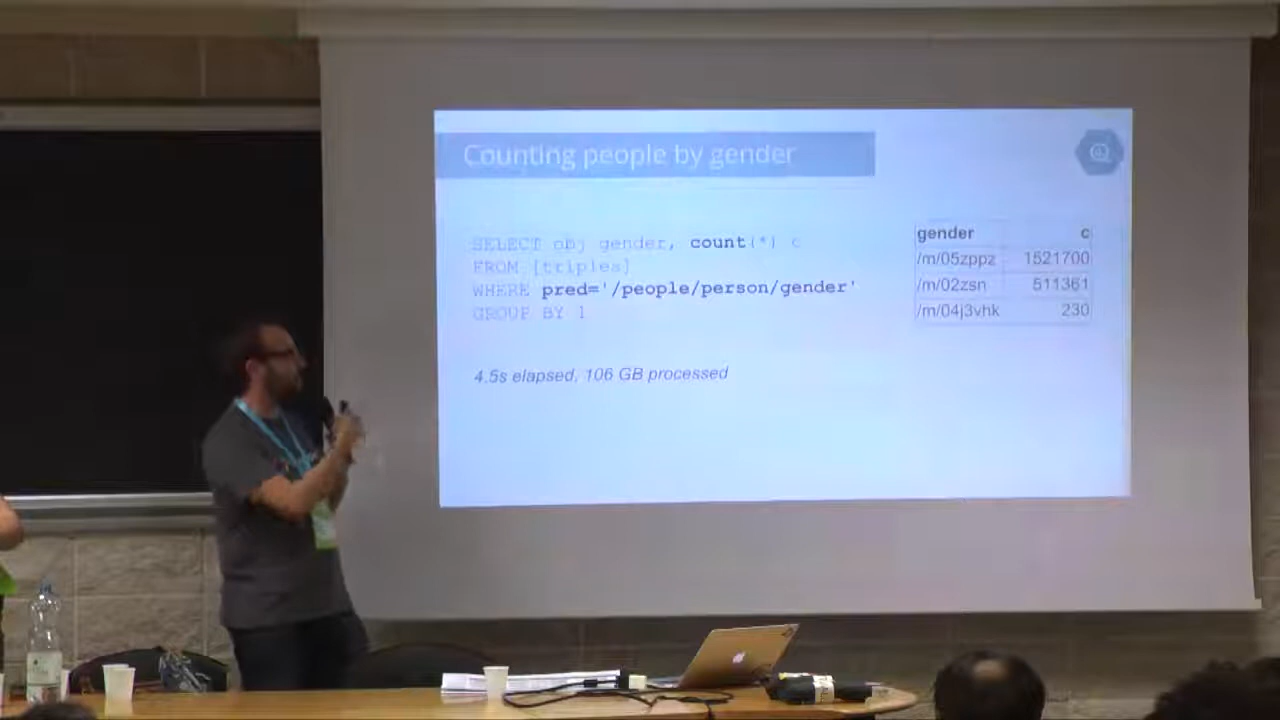 Counting people by gender
SELECT obj gender, count(*) c
FROM [triples]
WHERE pred='/people/person/gender'
GROUP BY 1
4.5s elapsed, 106 GB processed
gender c
/m/05zppz 1521700
/m/02zsn 511361
/m/04j3vhk 230